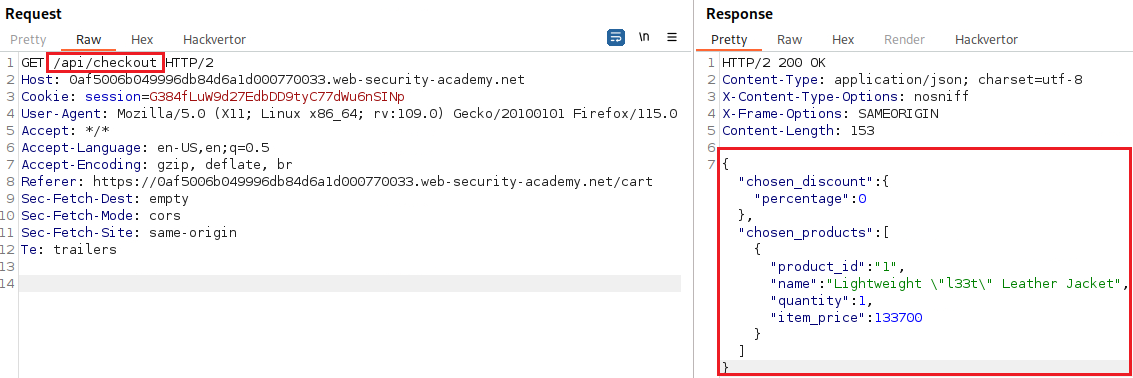 Request
Pretty Raw Hex Hackvertor \n
1 GET /api/checkout HTTP/2
2 Host: 0af5006b049996db84d6a1d000770033.web-security-academy.net
3 Cookie: session=G384fLuW9d27EdbDD9tyC77dWu6nSINp
4 User-Agent: Mozilla/5.0 (X11; Linux x86_64; rv:109.0) Gecko/20100101 Firefox/115.0
5 Accept: */*
6 Accept-Language: en-US,en;q=0.5
7 Accept-Encoding: gzip, deflate, br
8 Referer: https://0af5006b049996db84d6a1d000770033.web-security-academy.net/cart
9 Sec-Fetch-Dest: empty
10 Sec-Fetch-Mode: cors
11 Sec-Fetch-Site: same-origin
12 Te: trailers
13
14
Response
Pretty Raw Hex Render Hackvertor
1 HTTP/2 200 OK
2 Content-Type: application/json; charset=utf-8
3 X-Content-Type-Options: nosniff
4 X-Frame-Options: SAMEORIGIN
5 Content-Length: 153
6
7 {
"chosen_discount":{
"percentage":0
},
"chosen_products":[
{
"product_id":"1",
"name":"Lightweight \"l33t\" Leather Jacket",
"quantity":1,
"item_price":133700
}
]
}